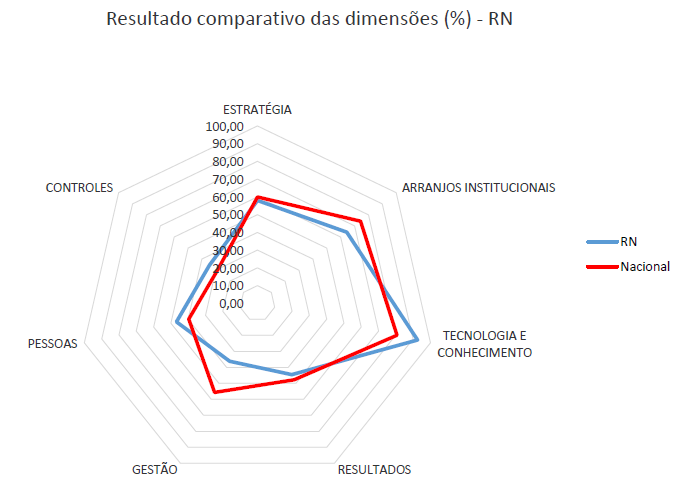 Resultado comparativo das dimensões (%) - RN
ESTRATÉGIA
100,00
90,00
80,00
70,00
60,00
50,00
40,00
30,00
20,00
10,00
0,00
CONTROLES
ARRANJOS INSTITUCIONAIS
RN
Nacional
PESSOAS
TECNOLOGIA E
CONHECIMENTO
GESTÃO
RESULTADOS